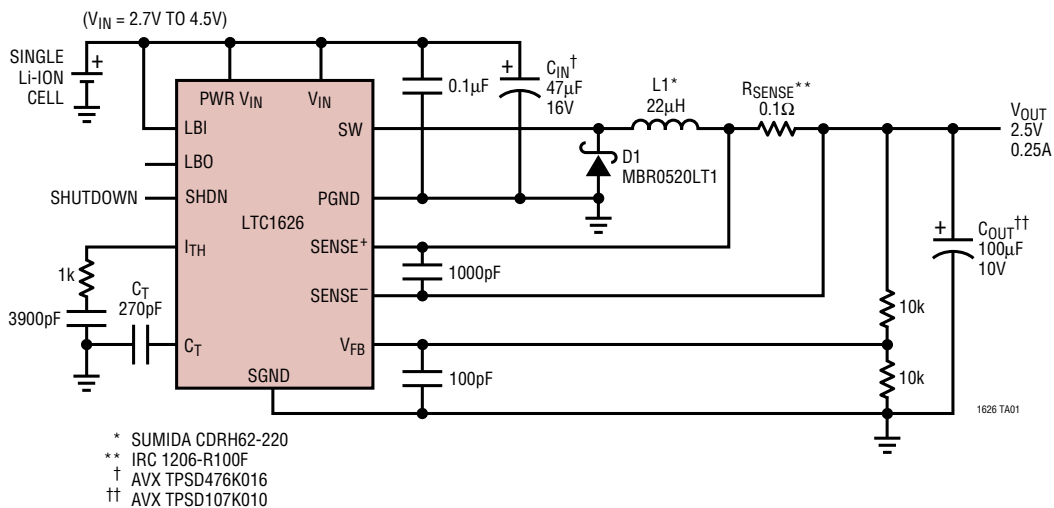 (VIN = 2.7V TO 4.5V)
SINGLE
Li-ION
CELL
+
PWR VIN
VIN
LBI
LBO
SHUTDOWN
SHDN
ITH
CT
SGND
LTC1626
SW
PGND
SENSE+
SENSE−
VFB
1k
3900pF
CT
270pF
0.1µF
+
CIN†
47µF
16V
L1*
22µH
RSENSE**
0.1Ω
D1
MBR0520LT1
1000pF
100pF
VOUT
2.5V
0.25A
+
COUT††
100µF
10V
10k
10k
1626 TA01
* SUMIDA CDRH62-220
** IRC 1206-R100F
† AVX TPSD476K016
†† AVX TPSD107K010